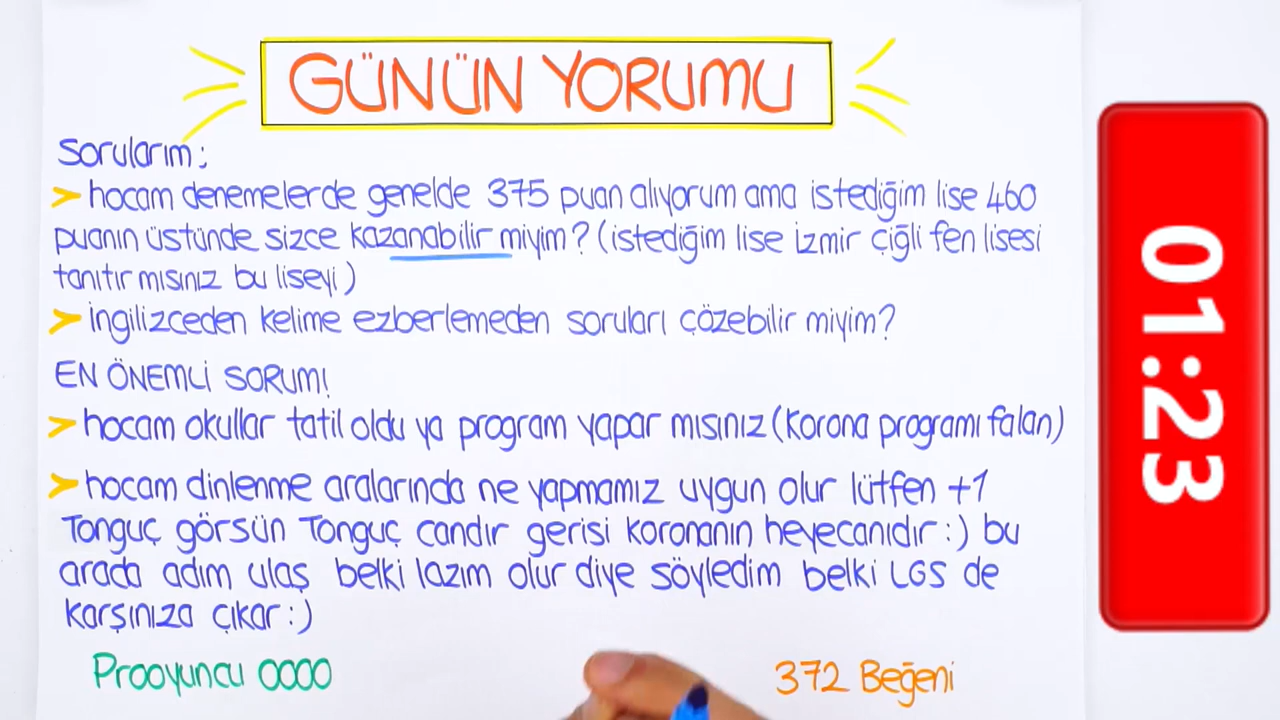 GÜNÜN YORUMU
Sorularım:
➤ hocam denemelerde genelde 375 puan alıyorum ama istediğim lise 460
puanın üstünde sizce kazanabilir miyim? (istediğim lise izmir çiğli fen lisesi
tanıtır mısınız bu liseyi)
➤ ingilizceden kelime ezberlemeden soruları çözebilir miyim?
EN ÖNEMLİ SORUM!
➤ hocam okullar tatil oldu ya program yapar mısınız (korona programı falan)
➤ hocam dinlenme aralarında ne yapmamız uygun olur lütfen +1
Tonguç görsün Tonguç candır gerisi koronanın heyecanıdır :) bu
arada adım ulaş belki lazım olur diye söyledim belki LGS de
karşınıza çıkar :)
Prooyuncu 0000
372 Beğeni
01:23